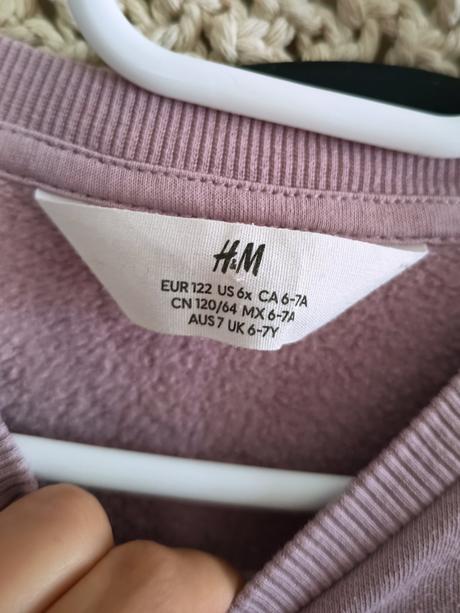 H&M
EUR 122 US 6x CA 6-7A
CN 120/64 MX 6-7A
AUS 7 UK 6-7Y